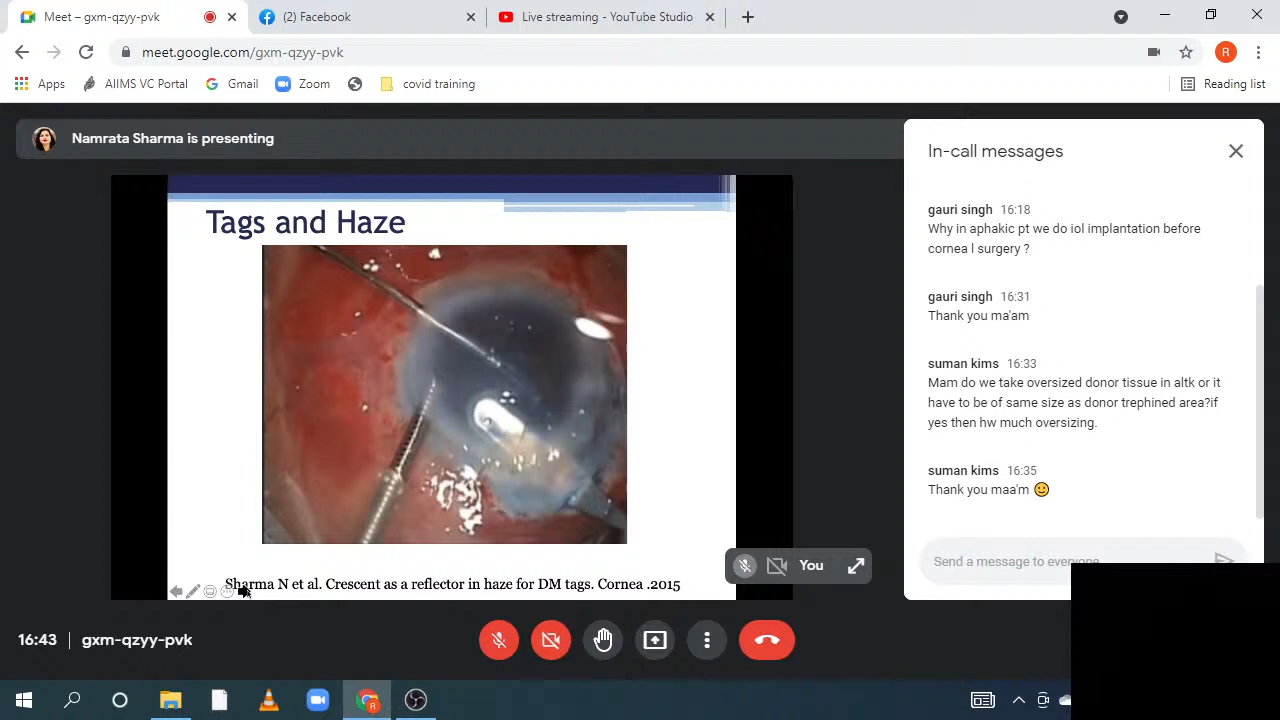 Meet – gxm-qzyy-pvk
(2) Facebook
Live streaming - YouTube Studio
meet.google.com/gxm-qzyy-pvk
R
Apps
AIIMS VC Portal
Gmail
Zoom
covid training
Reading list
Namrata Sharma is presenting
Tags and Haze
Sharma N et al. Crescent as a reflector in haze for DM tags. Cornea .2015
You
In-call messages
gauri singh 16:18
Why in aphakic pt we do iol implantation before
cornea l surgery ?
gauri singh 16:31
Thank you ma'am
suman kims 16:33
Mam do we take oversized donor tissue in altk or it
have to be of same size as donor trephined area?if
yes then hw much oversizing.
suman kims 16:35
Thank you maa'm 🙂
Send a message to everyone
16:43 | gxm-qzyy-pvk
R